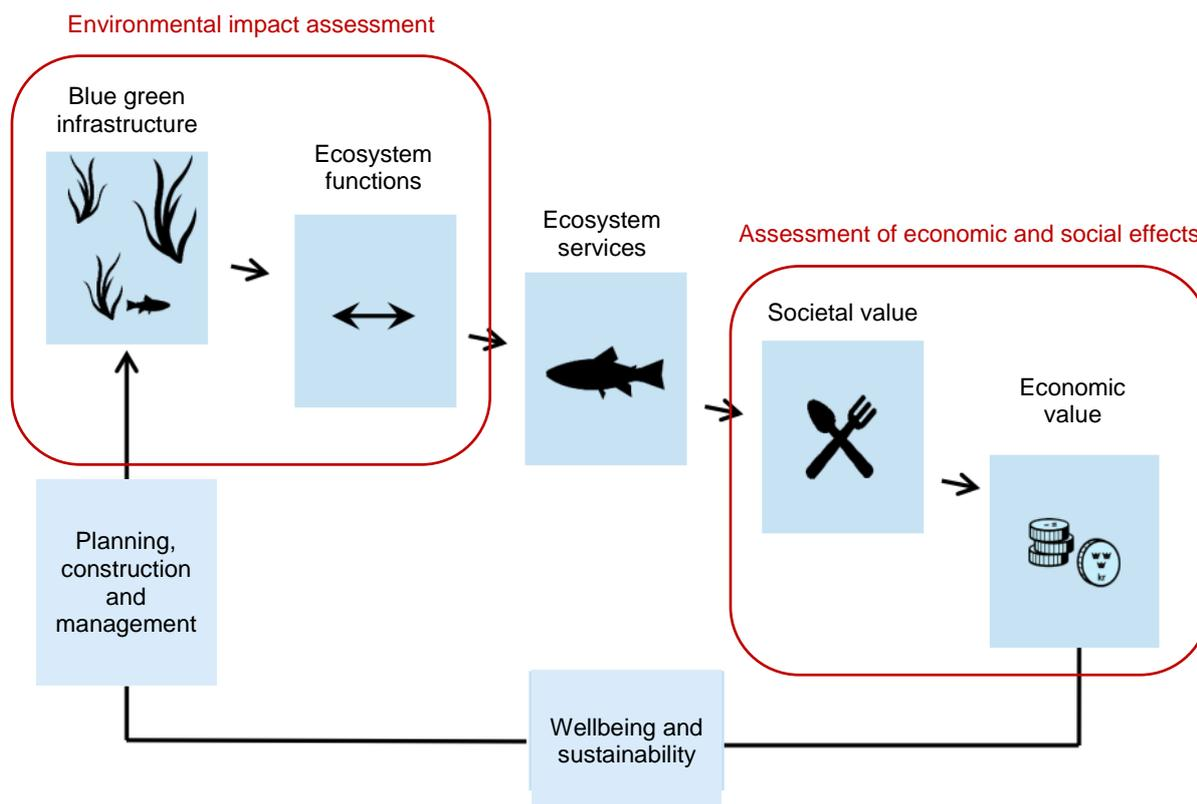 Environmental impact assessment
Blue green
infrastructure
Ecosystem
functions
Ecosystem
services
Assessment of economic and social effects
Societal value
Economic
value
kr
Planning,
construction
and
management
Wellbeing and
sustainability